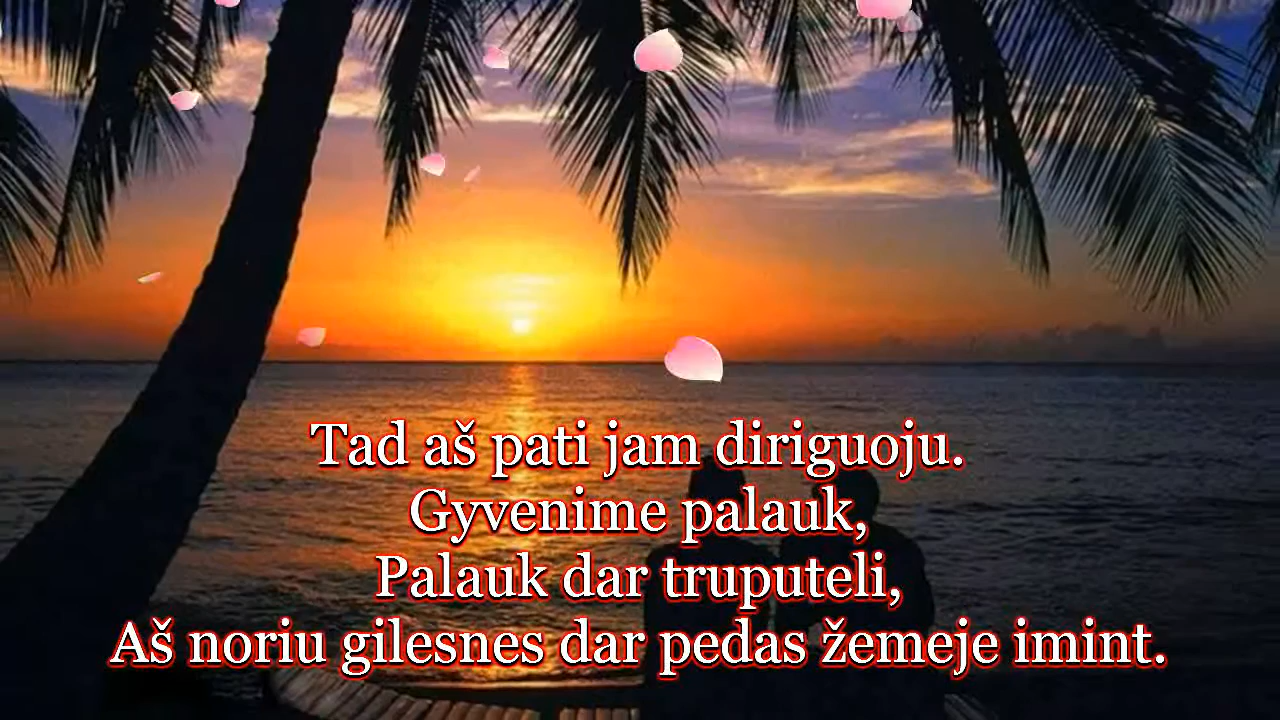 Tad aš pati jam diriguoju.
Gyvenime palauk,
Palauk dar truputeli,
Aš noriu gilesnes dar pedas žemeje imint.